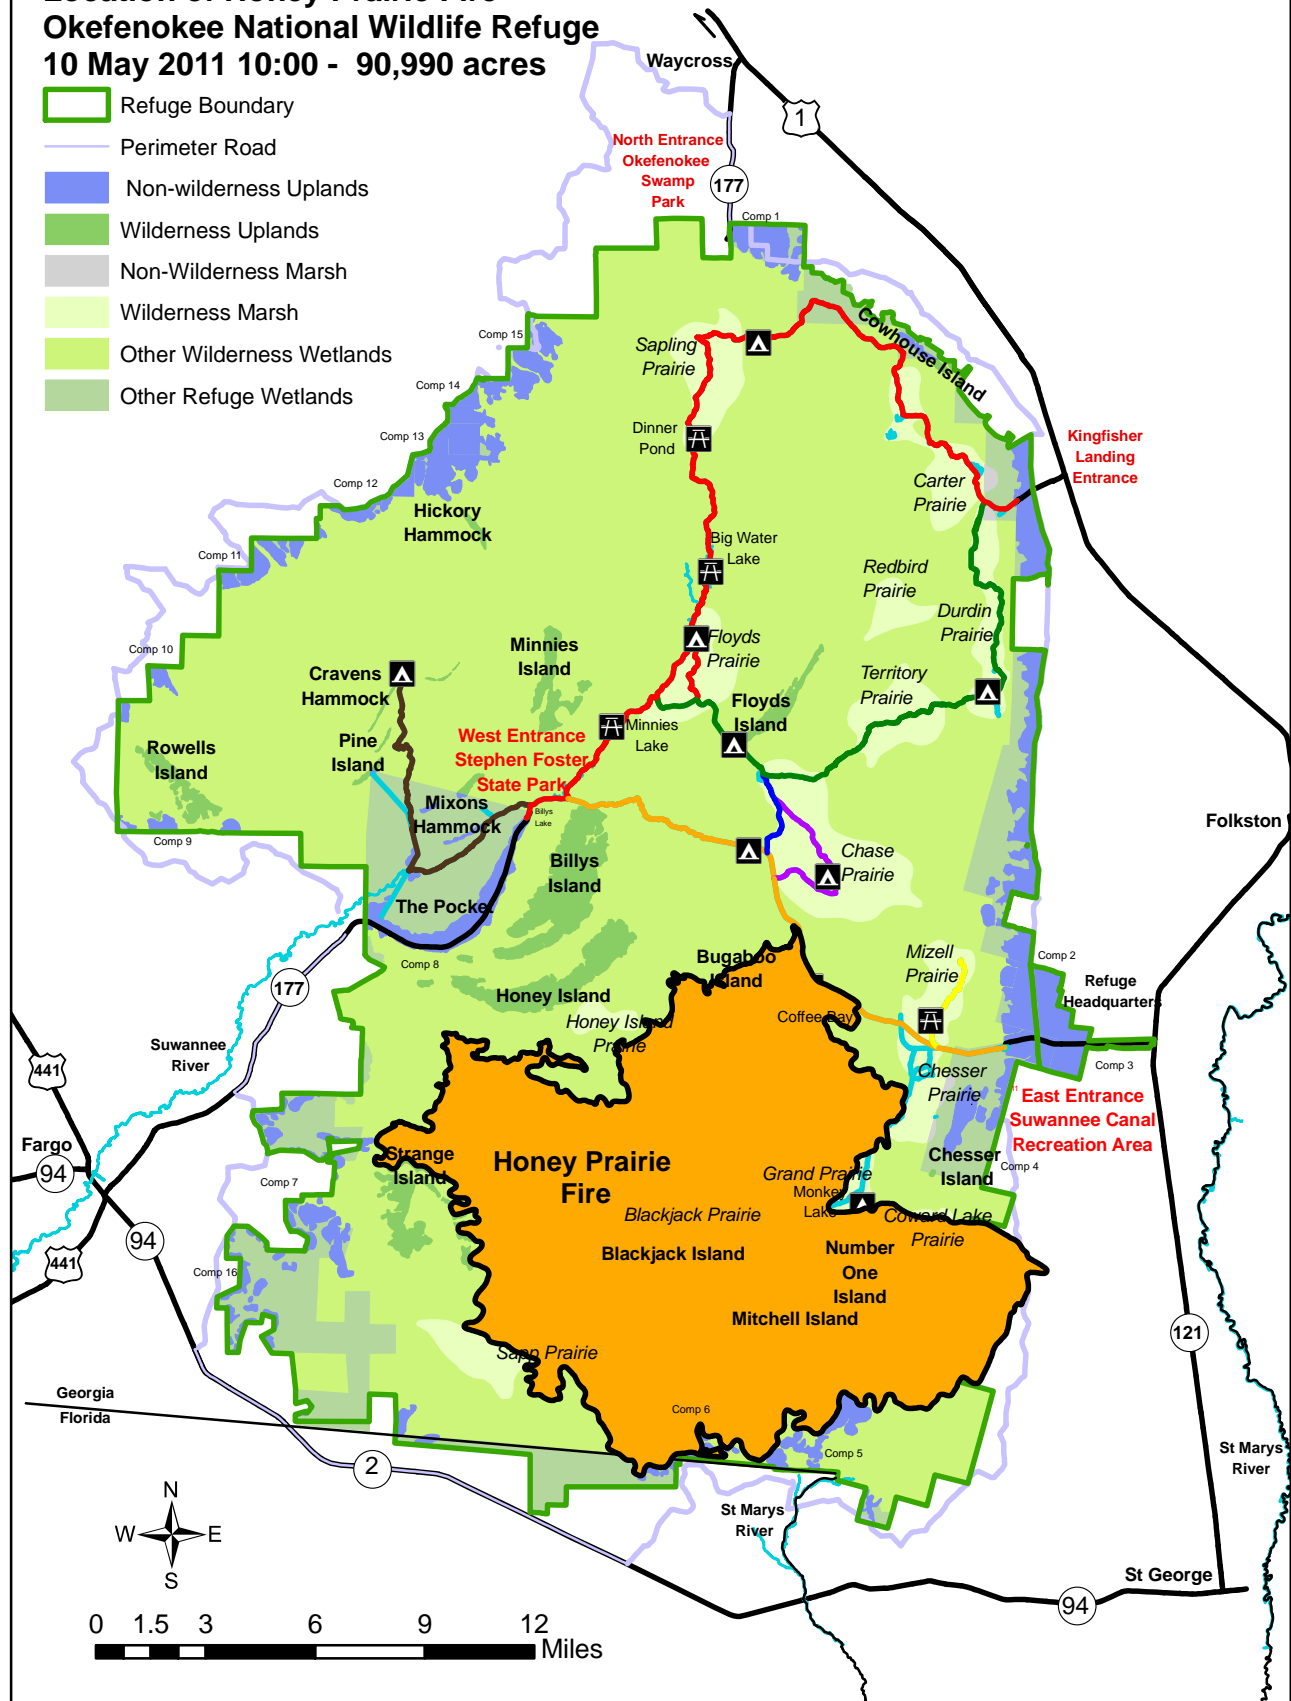 Location of Honey Prairie Fire
Okefenokee National Wildlife Refuge
10 May 2011 10:00 - 90,990 acres
Refuge Boundary
Perimeter Road
Non-wilderness Uplands
Wilderness Uplands
Non-Wilderness Marsh
Wilderness Marsh
Other Wilderness Wetlands
Other Refuge Wetlands
Waycross
1
North Entrance
Okefenokee
Swamp
Park
177
Comp 1
Comp 15
Sapling
Prairie
Cowhouse Island
Comp 14
Comp 13
Dinner
Pond
Kingfisher
Landing
Entrance
Comp 12
Carter
Prairie
Hickory
Hammock
Big Water
Lake
Comp 11
Redbird
Prairie
Durdin
Prairie
Comp 10
Minnies
Island
Floyds
Prairie
Cravens
Hammock
Territory
Prairie
Floyds
Island
Minnies
Lake
West Entrance
Stephen Foster
State Park
Pine
Island
Rowells
Island
Mixons
Hammock
Billys
Lake
Comp 9
Folkston
Billys
Island
Chase
Prairie
The Pocket
Comp 8
Bugaboo
Island
Mizell
Prairie
Comp 2
Refuge
Headquarters
177
Honey Island
Honey Island
Prairie
Coffee Bay
Suwannee
River
441
Chesser
Prairie
Comp 3
11
East Entrance
Suwannee Canal
Recreation Area
Fargo
94
Strange
Island
Honey Prairie
Fire
Chesser
Island
Comp 4
Grand Prairie
Monkey
Lake
Comp 7
Blackjack Prairie
Coward Lake
Prairie
94
441
Blackjack Island
Number
One
Island
Comp 16
Mitchell Island
121
Sapp Prairie
Georgia
Florida
Comp 6
Comp 5
2
St Marys
River
St Marys
River
N
W E
S
St George
94
0 1.5 3 6 9 12
Miles